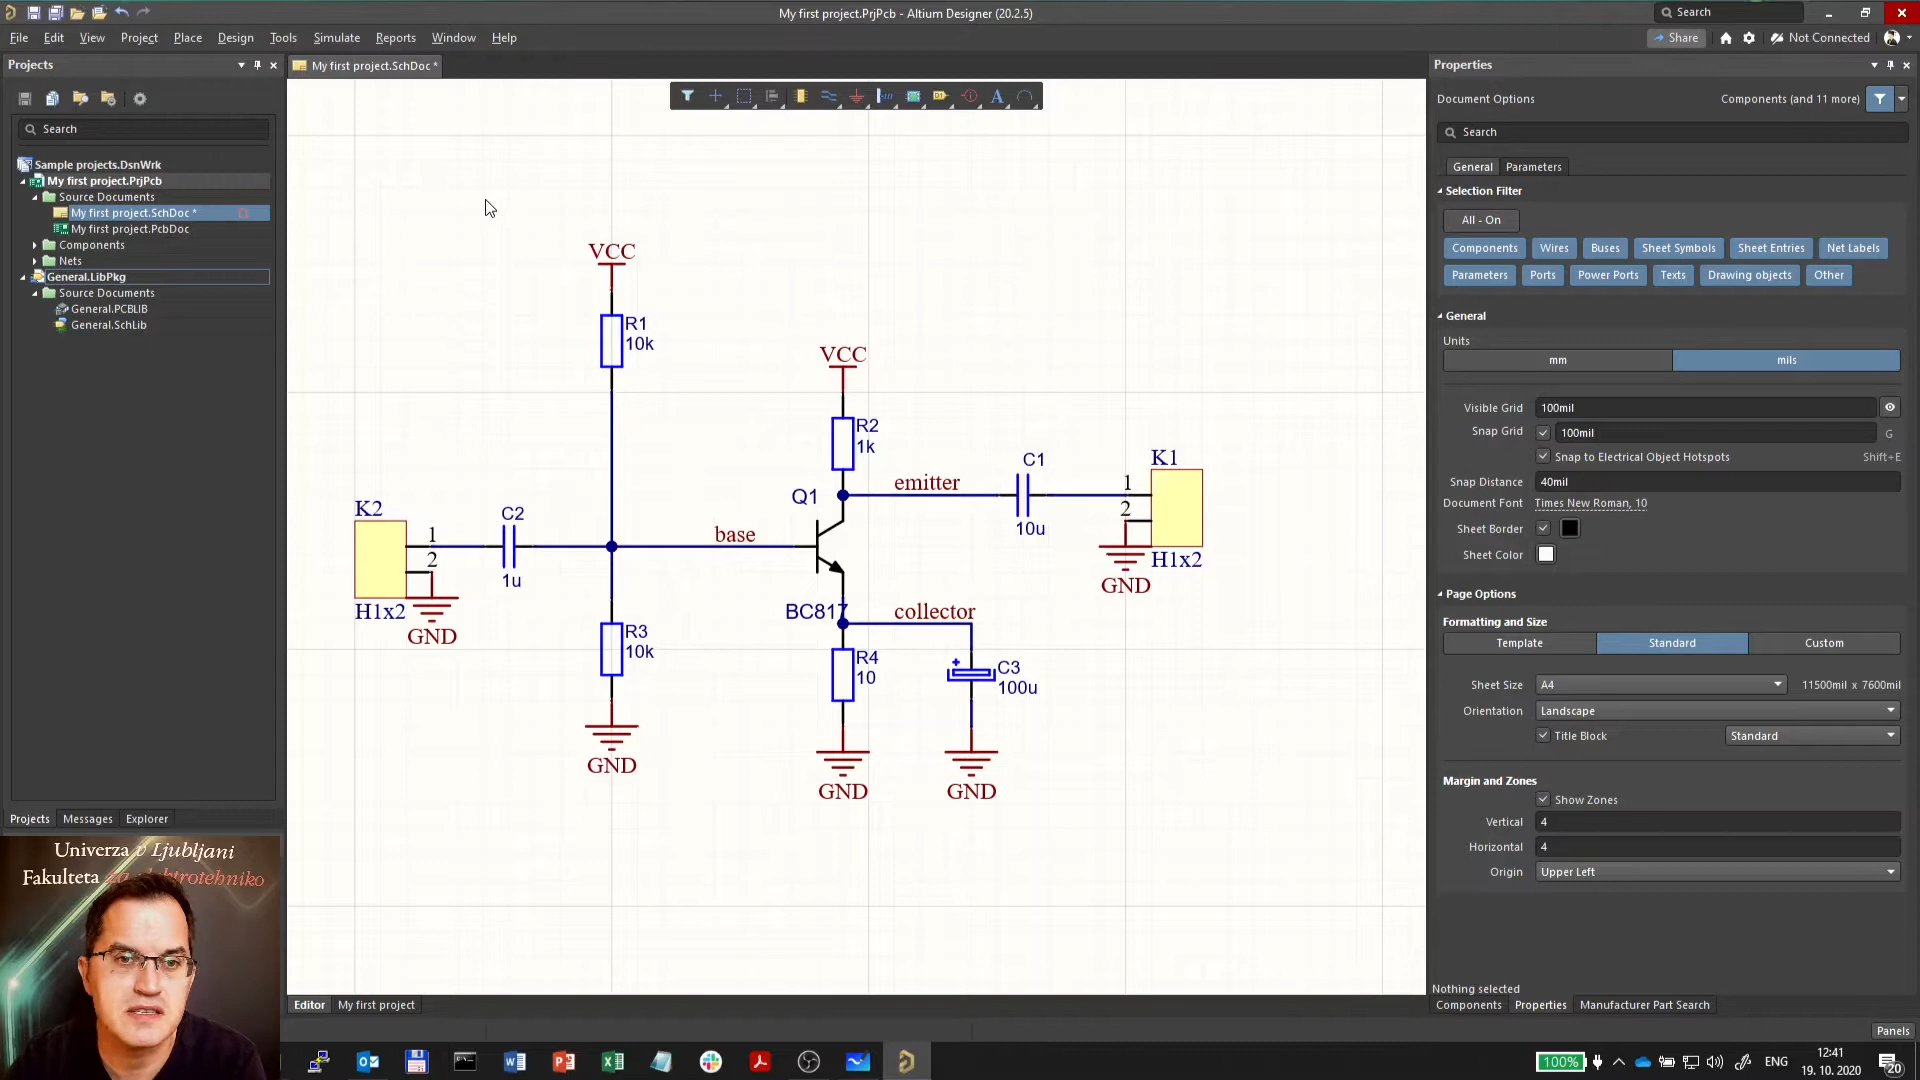 My first project.PrjPcb - Altium Designer (20.2.5)
Search
File Edit View Project Place Design Tools Simulate Reports Window Help
Share
Not Connected
Projects
My first project.SchDoc *
Properties
Document Options
Components (and 11 more)
Search
Search
General
Parameters
Sample projects.DsnWrk
My first project.PrjPcb
Source Documents
My first project.SchDoc *
My first project.PcbDoc
Components
Nets
General.LibPkg
Source Documents
General.PCBLIB
General.SchLib
Selection Filter
All - On
Components Wires Buses Sheet Symbols Sheet Entries Net Labels
Parameters Ports Power Ports Texts Drawing objects Other
General
Units
mm mils
Visible Grid 100mil
Snap Grid 100mil G
Snap to Electrical Object Hotspots Shift+E
Snap Distance 40mil
Document Font Times New Roman, 10
Sheet Border
Sheet Color
Page Options
Formatting and Size
Template Standard Custom
Sheet Size A4 11500mil x 7600mil
Orientation Landscape
Title Block Standard
Margin and Zones
Show Zones
Vertical 4
Horizontal 4
Origin Upper Left
VCC
R1
10k
VCC
R2
1k
K1
1
2
H1x2
GND
C1
10u
emitter
Q1
base
K2
1
2
H1x2
GND
C2
1u
BC817
collector
R3
10k
GND
R4
10
GND
C3
100u
GND
Projects Messages Explorer
Univerza v Ljubljani
Fakulteta za elektrotehniko
Editor My first project
Nothing selected
Components Properties Manufacturer Part Search
Panels
100%
ENG
12:41
19. 10. 2020
20